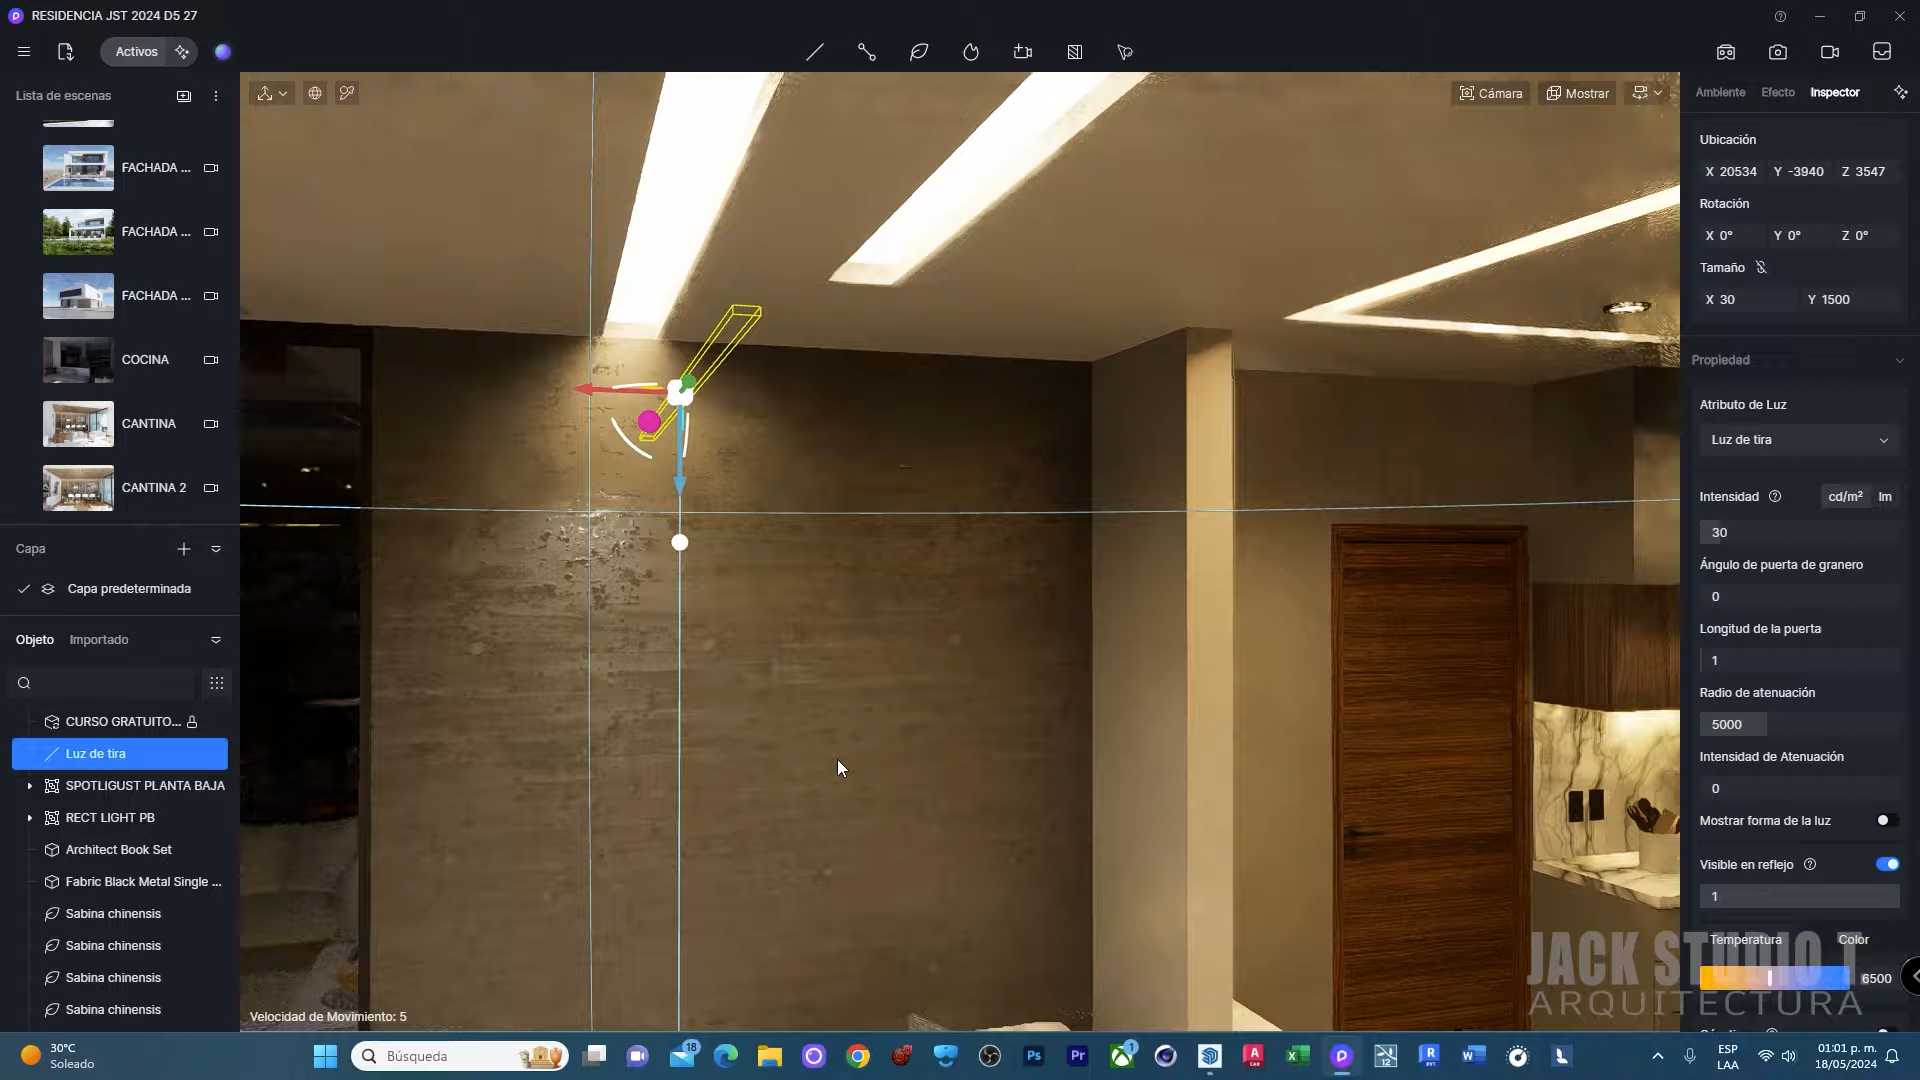 RESIDENCIA JST 2024 D5 27
Activos
Lista de escenas
FACHADA ...
FACHADA ...
FACHADA ...
COCINA
CANTINA
CANTINA 2
Capa
Capa predeterminada
Objeto Importado
CURSO GRATUITO...
Luz de tira
SPOTLIGUST PLANTA BAJA
RECT LIGHT PB
Architect Book Set
Fabric Black Metal Single ...
Sabina chinensis
Sabina chinensis
Sabina chinensis
Sabina chinensis
Cámara Mostrar
Velocidad de Movimiento: 5
Ambiente Efecto Inspector
Ubicación
X 20534 Y -3940 Z 3547
Rotación
X 0° Y 0° Z 0°
Tamaño
X 30 Y 1500
Propiedad
Atributo de Luz
Luz de tira
Intensidad cd/m² lm
30
Ángulo de puerta de granero
0
Longitud de la puerta
1
Radio de atenuación
5000
Intensidad de Atenuación
0
Mostrar forma de la luz
Visible en reflejo
1
Temperatura Color
6500
JACK STUDIO T
ARQUITECTURA
30°C
Soleado
Búsqueda
18
1
ESP
LAA
01:01 p. m.
18/05/2024